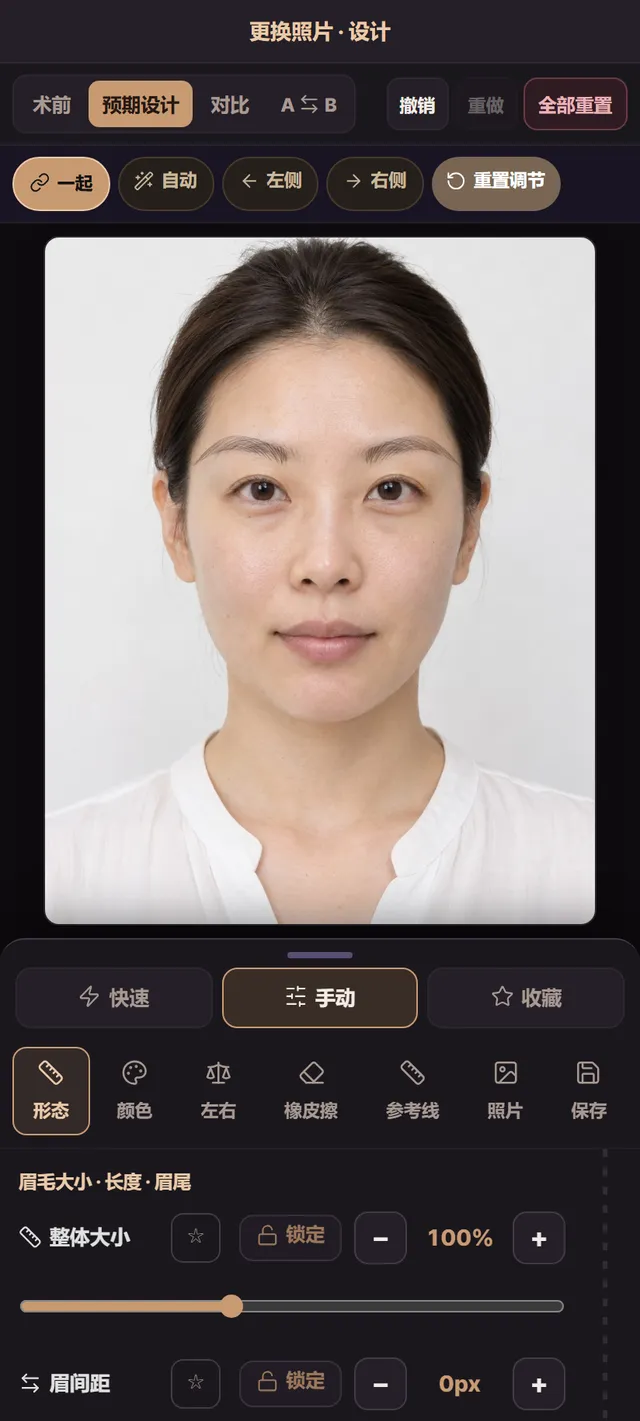 更换照片 · 设计
术前 预期设计 对比 A ⇆ B 撤销 重做 全部重置
一起 自动 ← 左侧 → 右侧 重置调节
快速 手动 收藏
形态 颜色 左右 橡皮擦 参考线 照片 保存
眉毛大小 · 长度 · 眉尾
整体大小 ☆ 锁定 − 100% +
眉间距 ☆ 锁定 − 0px +